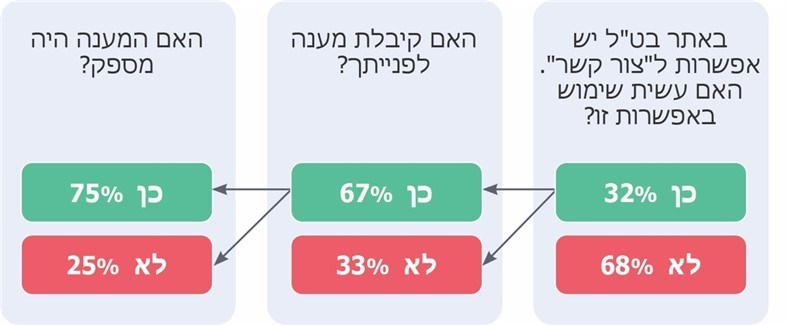 באתר בט"ל יש
אפשרות ל"צור קשר".
האם עשית שימוש
באפשרות זו?
כן 32%
לא 68%
האם קיבלת מענה
לפנייתך?
כן 67%
לא 33%
האם המענה היה
מספק?
כן 75%
לא 25%